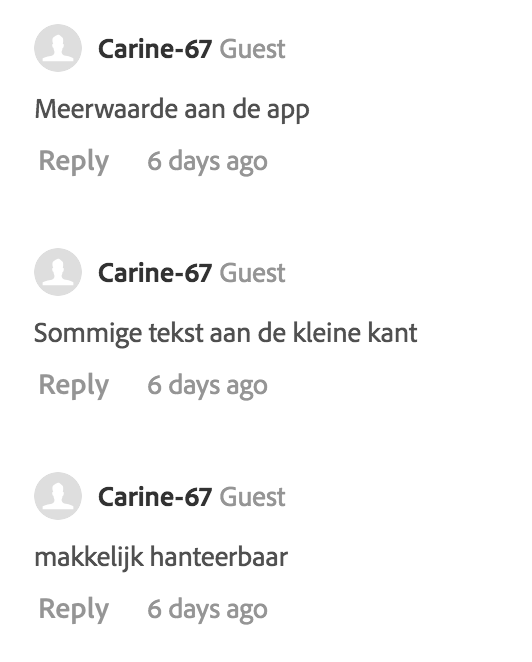 Carine-67 Guest
Meerwaarde aan de app
Reply 6 days ago
Carine-67 Guest
Sommige tekst aan de kleine kant
Reply 6 days ago
Carine-67 Guest
makkelijk hanteerbaar
Reply 6 days ago